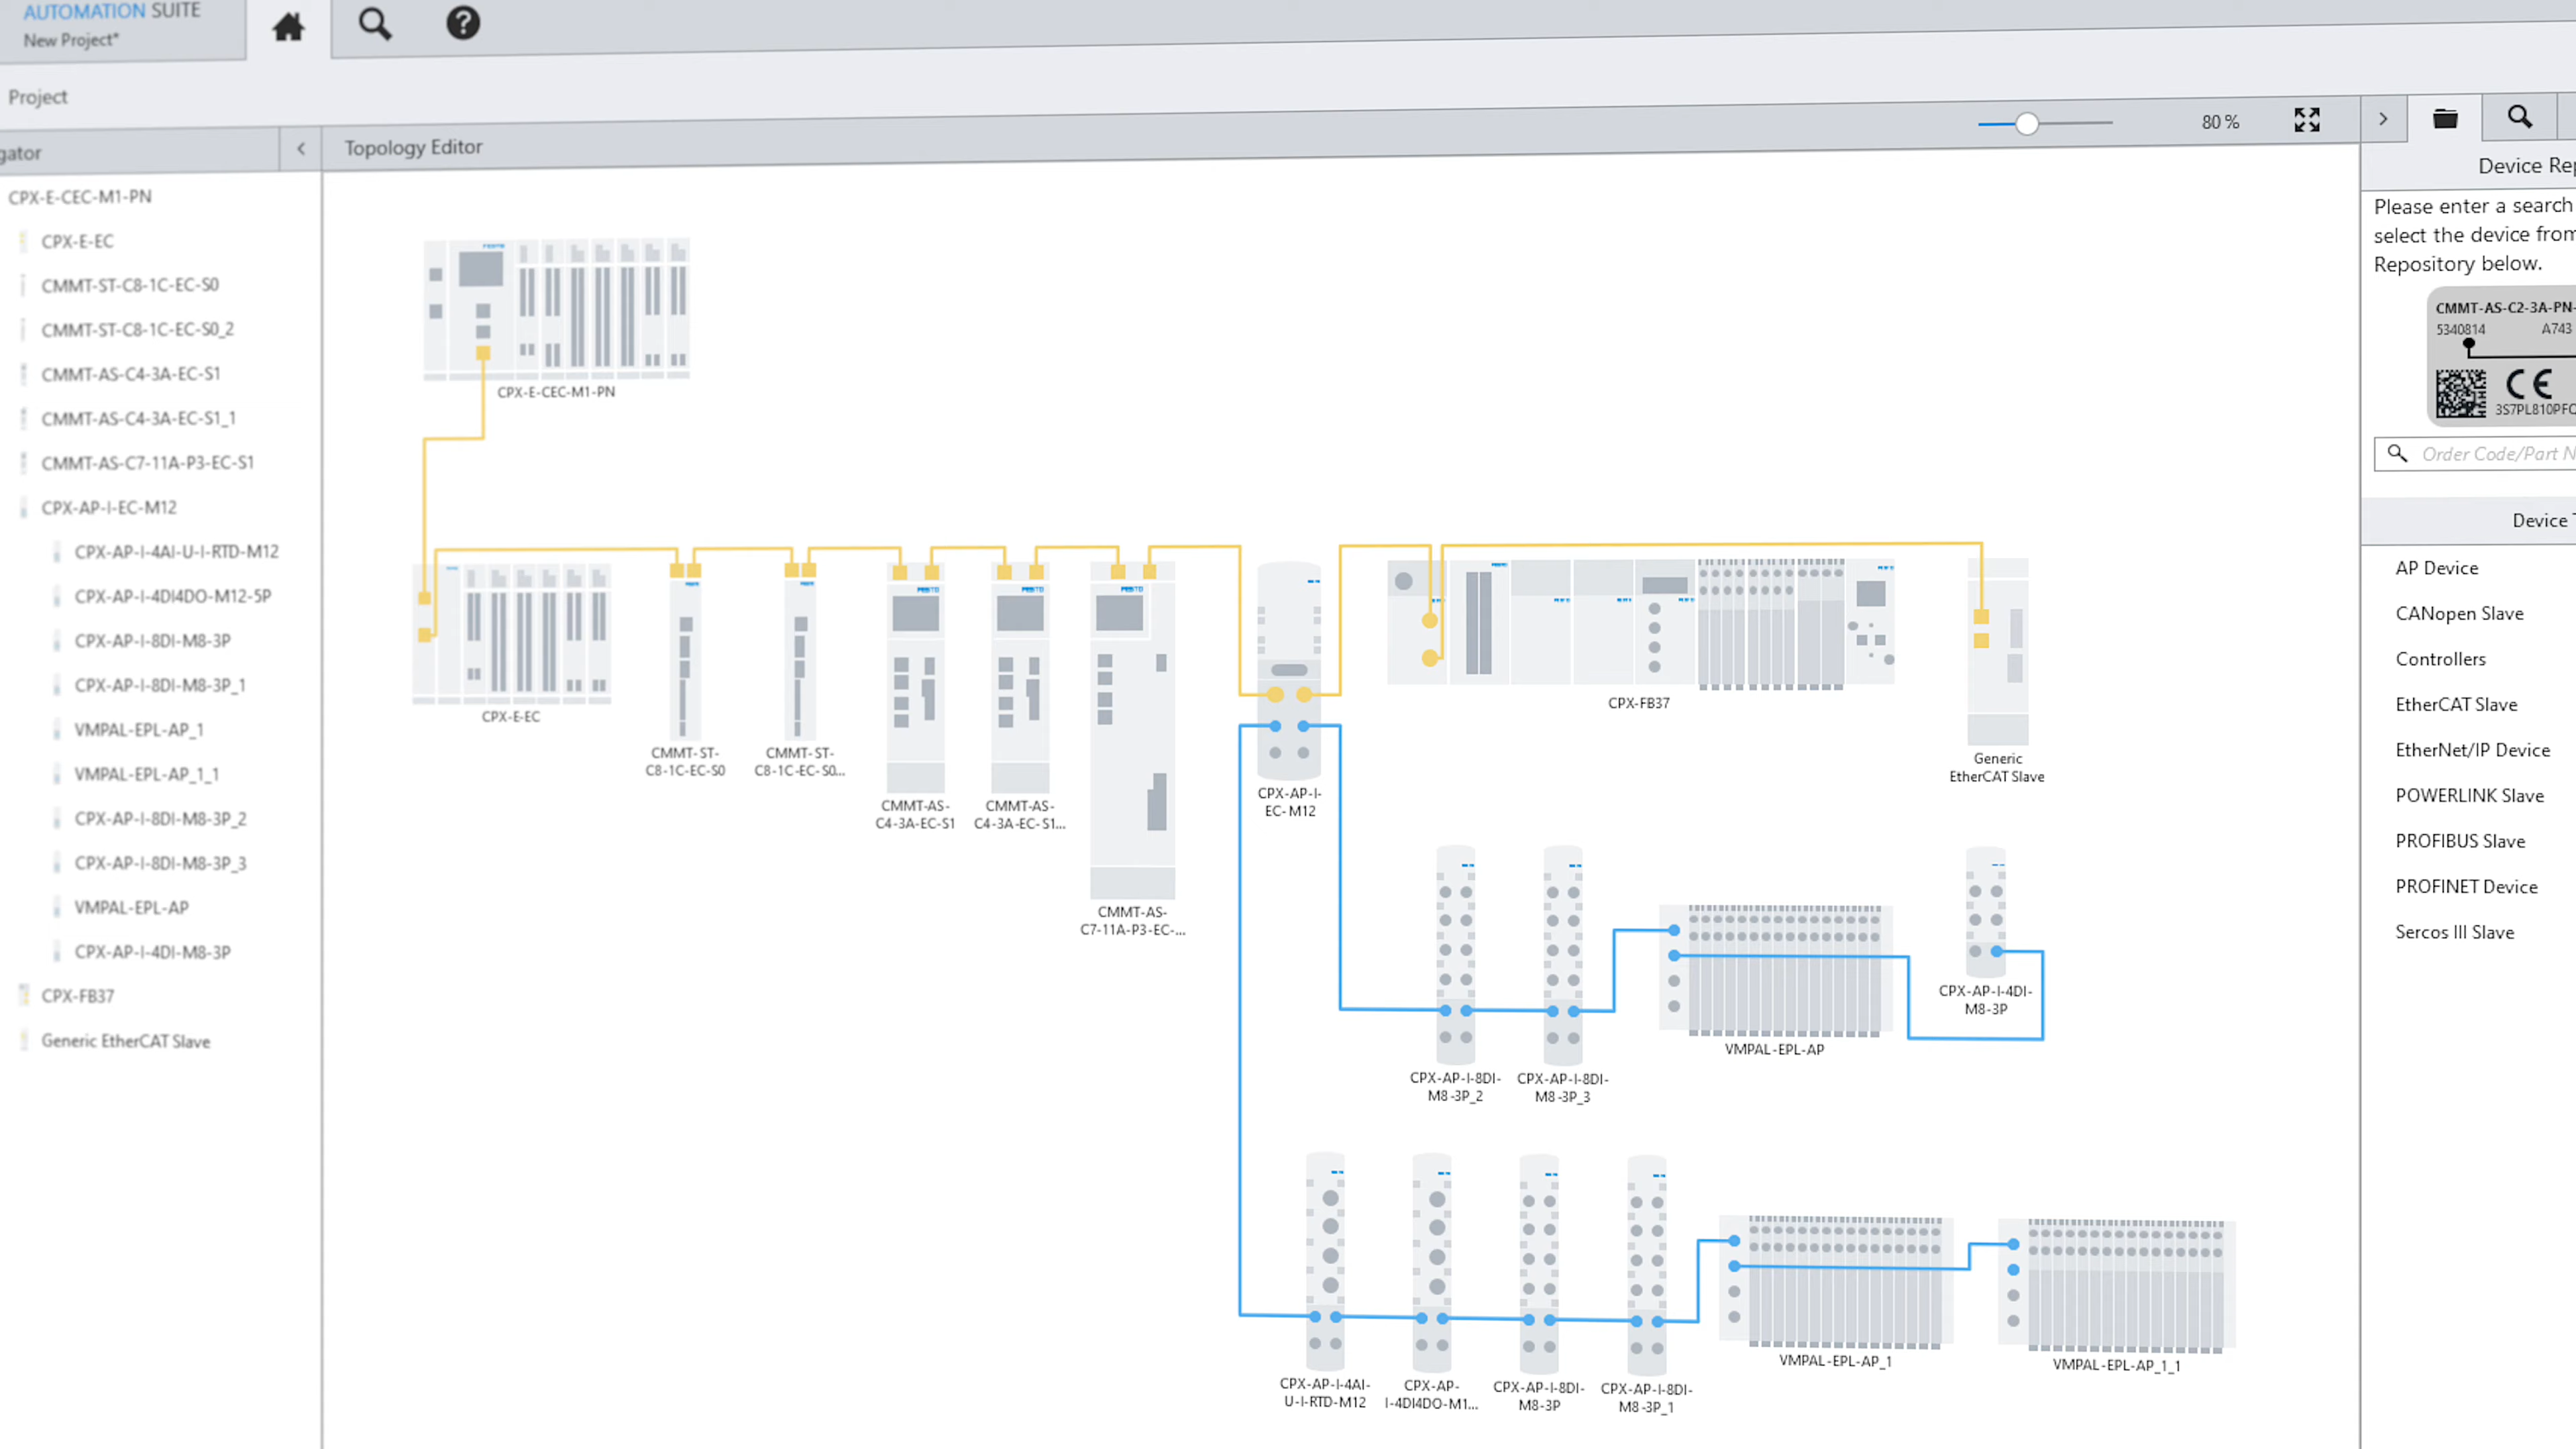 AUTOMATION SUITE
New Project*
Project
gator
Topology Editor
80 %
CPX-E-CEC-M1-PN
CPX-E-EC
CMMT-ST-C8-1C-EC-S0
CMMT-ST-C8-1C-EC-S0_2
CMMT-AS-C4-3A-EC-S1
CMMT-AS-C4-3A-EC-S1_1
CMMT-AS-C7-11A-P3-EC-S1
CPX-AP-I-EC-M12
CPX-AP-I-4AI-U-I-RTD-M12
CPX-AP-I-4DI4DO-M12-5P
CPX-AP-I-8DI-M8-3P
CPX-AP-I-8DI-M8-3P_1
VMPAL-EPL-AP_1
VMPAL-EPL-AP_1_1
CPX-AP-I-8DI-M8-3P_2
CPX-AP-I-8DI-M8-3P_3
VMPAL-EPL-AP
CPX-AP-I-4DI-M8-3P
CPX-FB37
Generic EtherCAT Slave
CPX-E-CEC-M1-PN
CPX-E-EC
CMMT-ST-
C8-1C-EC-S0
CMMT-ST-
C8-1C-EC-S0...
FESTO
CMMT-AS-
C4-3A-EC-S1
FESTO
CMMT-AS-
C4-3A-EC-S1...
FESTO
CMMT-AS-
C7-11A-P3-EC-...
CPX-AP-I-
EC-M12
CPX-FB37
Generic
EtherCAT Slave
CPX-AP-I-8DI-
M8-3P_2
CPX-AP-I-8DI-
M8-3P_3
VMPAL-EPL-AP
CPX-AP-I-4DI-
M8-3P
CPX-AP-I-4AI-
U-I-RTD-M12
CPX-AP-
I-4DI4DO-M1...
CPX-AP-I-8DI-
M8-3P
CPX-AP-I-8DI-
M8-3P_1
VMPAL-EPL-AP_1
VMPAL-EPL-AP_1_1
Device Rep
Please enter a search
select the device from
Repository below.
CMMT-AS-C2-3A-PN-
5340814 A743
CE
3S7PL810PFQ
Order Code/Part N
Device T
AP Device
CANopen Slave
Controllers
EtherCAT Slave
EtherNet/IP Device
POWERLINK Slave
PROFIBUS Slave
PROFINET Device
Sercos III Slave